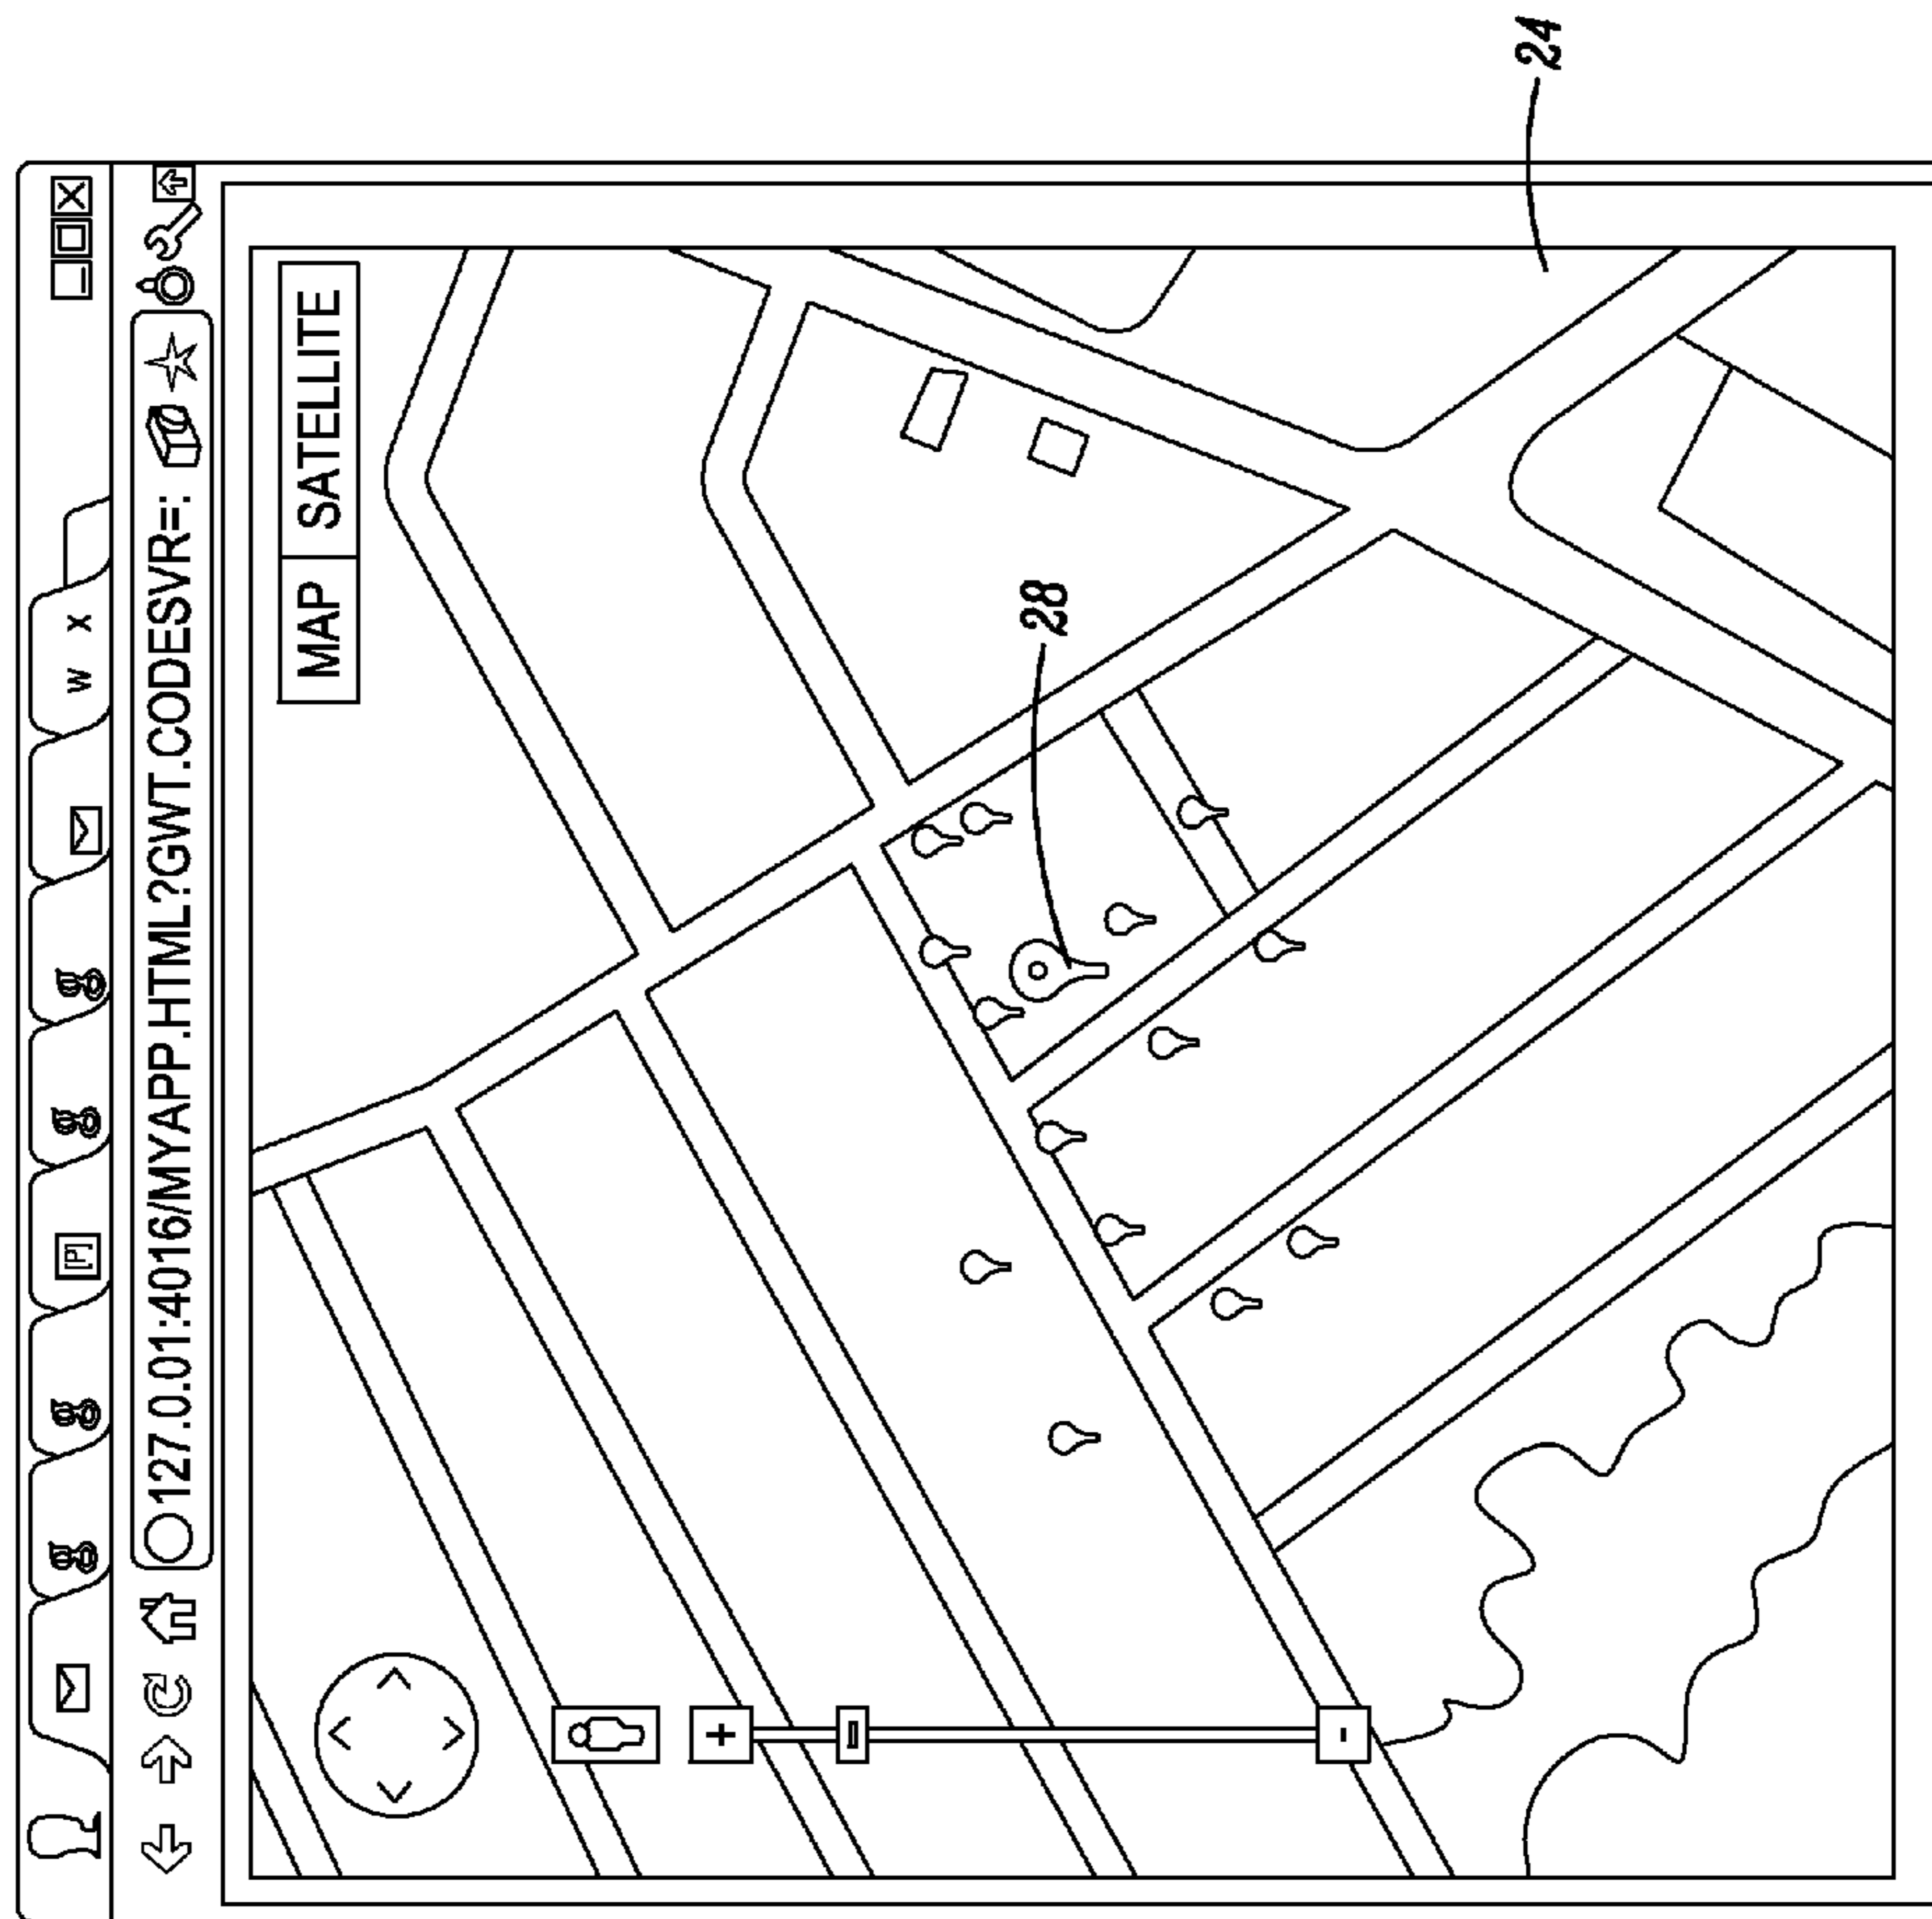 W X
127.0.01:4016/MYAPP.HTML?GWT.CODESVR=:
MAP SATELLITE
[P]
g
g
g
g
+
-
28
24